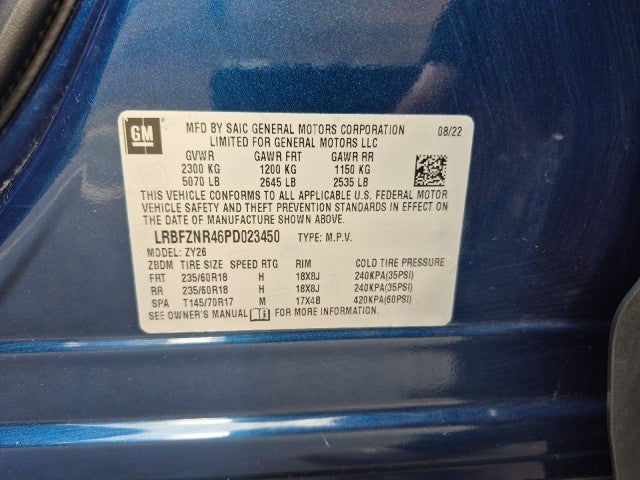 GM
MFD BY SAIC GENERAL MOTORS CORPORATION 08/22
LIMITED FOR GENERAL MOTORS LLC
GVWR GAWR FRT GAWR RR
2300 KG 1200 KG 1150 KG
5070 LB 2645 LB 2535 LB
THIS VEHICLE CONFORMS TO ALL APPLICABLE U.S. FEDERAL MOTOR
VEHICLE SAFETY AND THEFT PREVENTION STANDARDS IN EFFECT ON
THE DATE OF MANUFACTURE SHOWN ABOVE.
LRBFZNR46PD023450 TYPE: M.P.V.
MODEL: ZY26
ZBDM TIRE SIZE SPEED RTG RIM COLD TIRE PRESSURE
FRT 235/60R18 H 18X8J 240KPA(35PSI)
RR 235/60R18 H 18X8J 240KPA(35PSI)
SPA T145/70R17 M 17X4B 420KPA(60PSI)
SEE OWNER'S MANUAL FOR MORE INFORMATION.